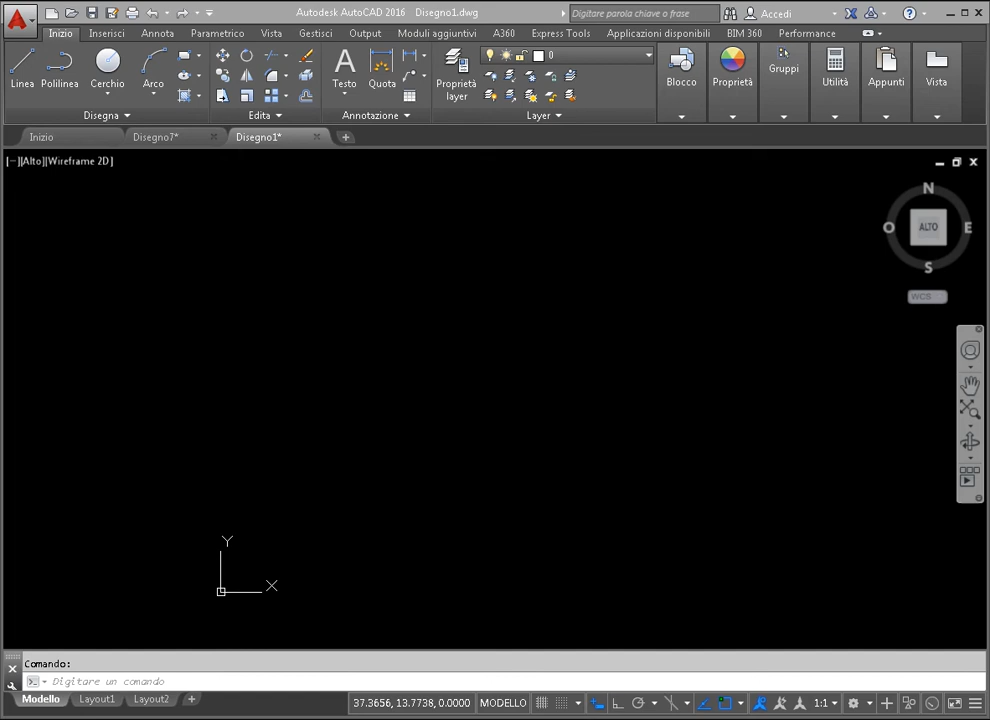 Autodesk AutoCAD 2016 Disegno1.dwg
Digitare parola chiave o frase
Accedi
Inizio Inserisci Annota Parametrico Vista Gestisci Output Moduli aggiuntivi A360 Express Tools Applicazioni disponibili BIM 360 Performance
0
Linea Polilinea Cerchio Arco
Testo Quota
Proprietà layer
Blocco Proprietà Gruppi Utilità Appunti Vista
Disegna Edita Annotazione Layer
Inizio Disegno7* Disegno1*
[−][Alto][Wireframe 2D]
N
O ALTO E
S
WCS
Y
X
Comando:
Digitare un comando
Modello Layout1 Layout2
37.3656, 13.7738, 0.0000 MODELLO 1:1